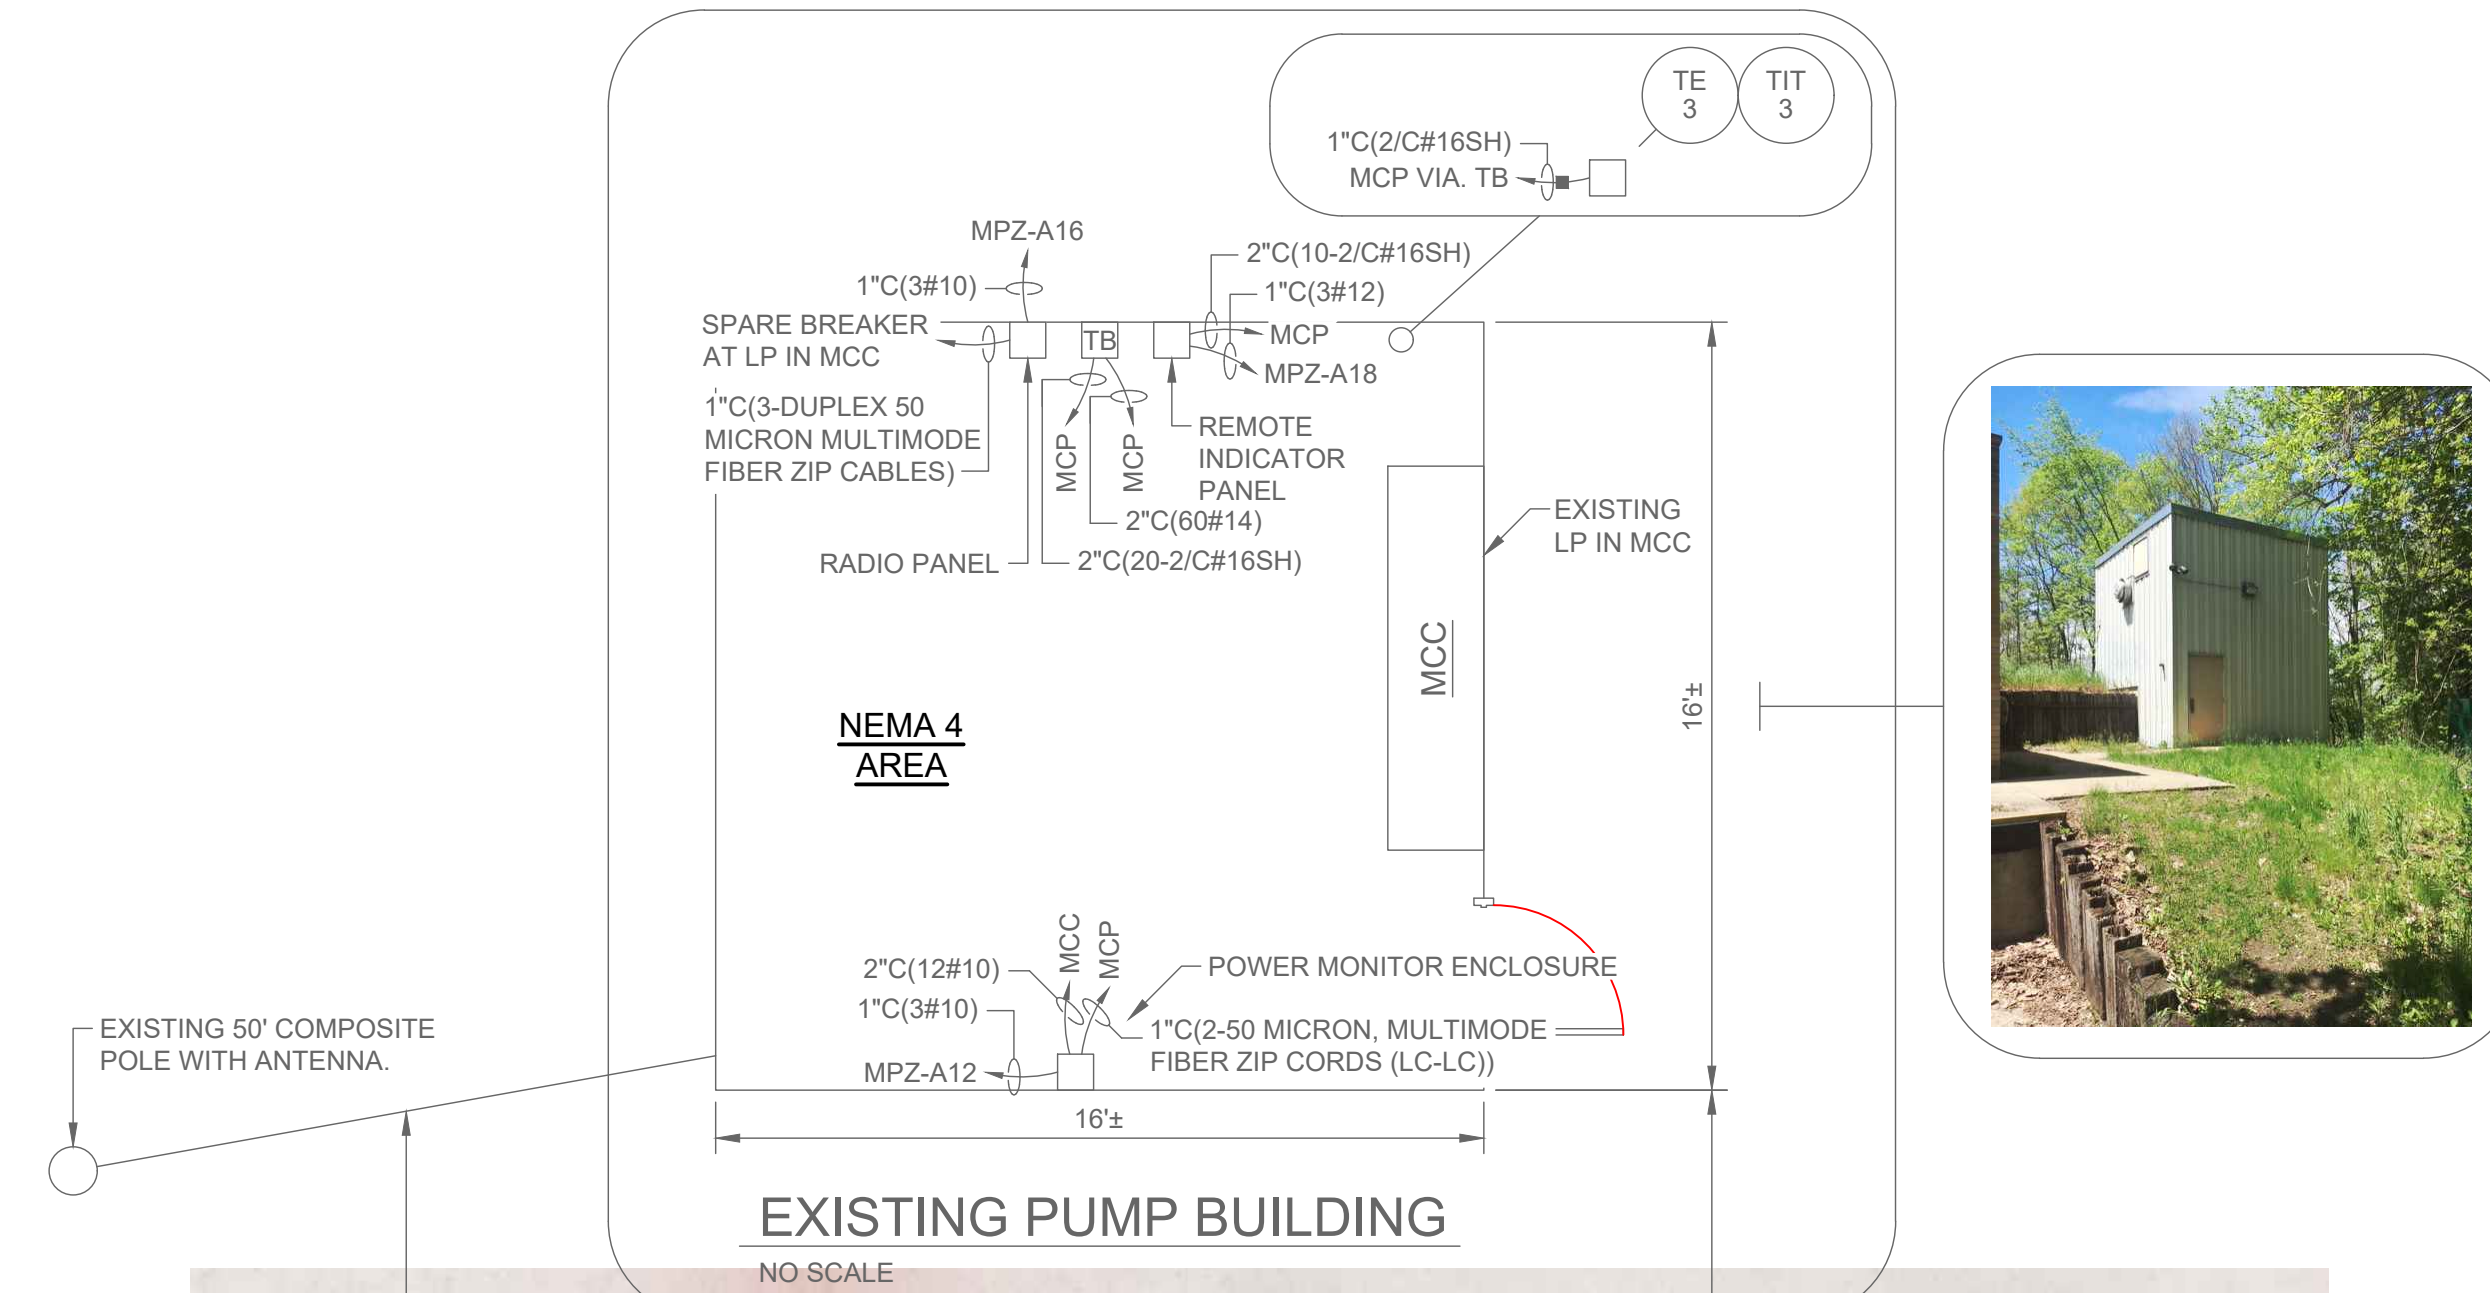 TE
3
TIT
3
1"C(2/C#16SH)
MCP VIA. TB
MPZ-A16
2"C(10-2/C#16SH)
1"C(3#10)
1"C(3#12)
SPARE BREAKER
AT LP IN MCC
TB
MCP
MPZ-A18
1"C(3-DUPLEX 50
MICRON MULTIMODE
FIBER ZIP CABLES)
MCP
MCP
REMOTE
INDICATOR
PANEL
2"C(60#14)
RADIO PANEL
2"C(20-2/C#16SH)
EXISTING
LP IN MCC
MCC
16'±
NEMA 4
AREA
MCC
MCP
2"C(12#10)
POWER MONITOR ENCLOSURE
1"C(3#10)
1"C(2-50 MICRON, MULTIMODE
FIBER ZIP CORDS (LC-LC))
MPZ-A12
EXISTING 50' COMPOSITE
POLE WITH ANTENNA.
16'±
EXISTING PUMP BUILDING
NO SCALE